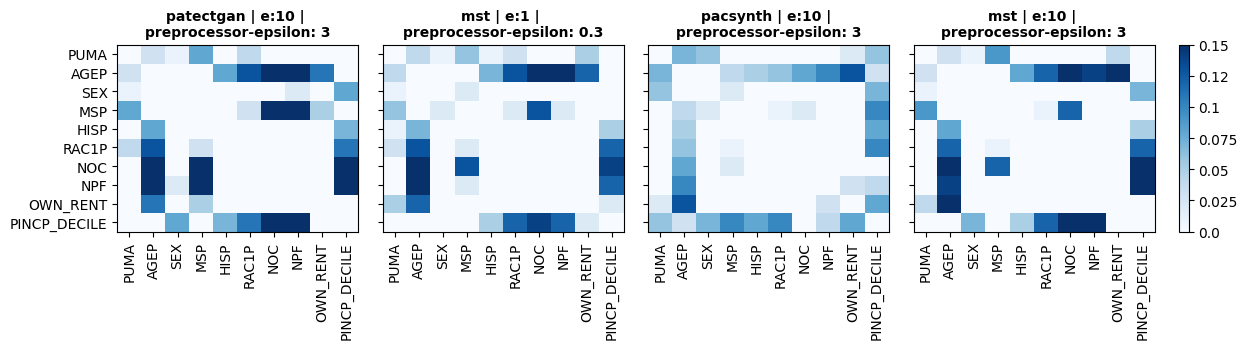 patectgan | e:10 |
preprocessor-epsilon: 3
mst | e:1 |
preprocessor-epsilon: 0.3
pacsynth | e:10 |
preprocessor-epsilon: 3
mst | e:10 |
preprocessor-epsilon: 3
PUMA
AGEP
SEX
MSP
HISP
RAC1P
NOC
NPF
OWN_RENT
PINCP_DECILE
PUMA
AGEP
SEX
MSP
HISP
RAC1P
NOC
NPF
OWN_RENT
PINCP_DECILE
PUMA
AGEP
SEX
MSP
HISP
RAC1P
NOC
NPF
OWN_RENT
PINCP_DECILE
PUMA
AGEP
SEX
MSP
HISP
RAC1P
NOC
NPF
OWN_RENT
PINCP_DECILE
PUMA
AGEP
SEX
MSP
HISP
RAC1P
NOC
NPF
OWN_RENT
PINCP_DECILE
0.15
0.125
0.1
0.075
0.05
0.025
0.0